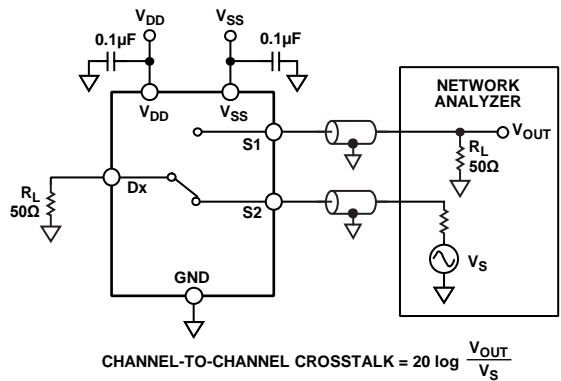 VDD
VSS
0.1µF
0.1µF
VDD
VSS
NETWORK
ANALYZER
S1
VOUT
RL
50Ω
RL
50Ω
Dx
S2
VS
GND
CHANNEL-TO-CHANNEL CROSSTALK = 20 log VOUT
VS